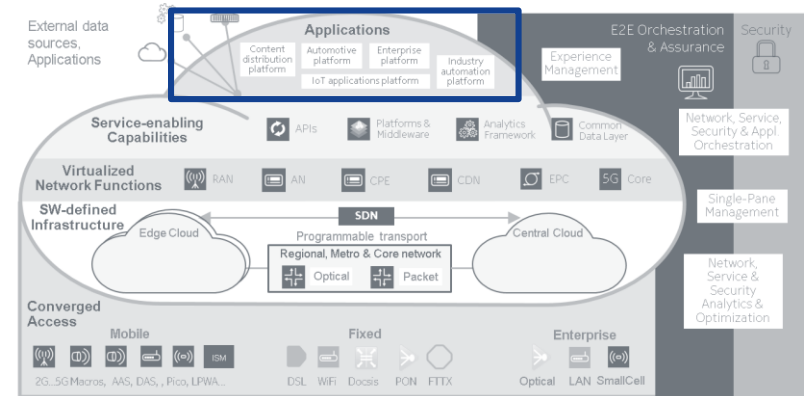 External data
sources,
Applications
Applications
Content
distribution
platform
Automotive
platform
Enterprise
platform
Industry
automation
platform
IoT applications platform
E2E Orchestration
& Assurance
Security
Experience
Management
Service-enabling
Capabilities
APIs
Platforms &
Middleware
Analytics
Framework
Common
Data Layer
Network, Service,
Security & Appl.
Orchestration
Virtualized
Network Functions
RAN
AN
CPE
CDN
EPC
5G Core
SW-defined
Infrastructure
SDN
Single-Pane
Management
Edge Cloud
Programmable transport
Central Cloud
Regional, Metro & Core network
Optical
Packet
Network,
Service &
Security
Analytics &
Optimization
Converged
Access
Mobile
Fixed
Enterprise
ISM
2G...5G Macros, AAS, DAS, , Pico, LPWA...
DSL WiFi Docsis PON FTTX
Optical LAN SmallCell